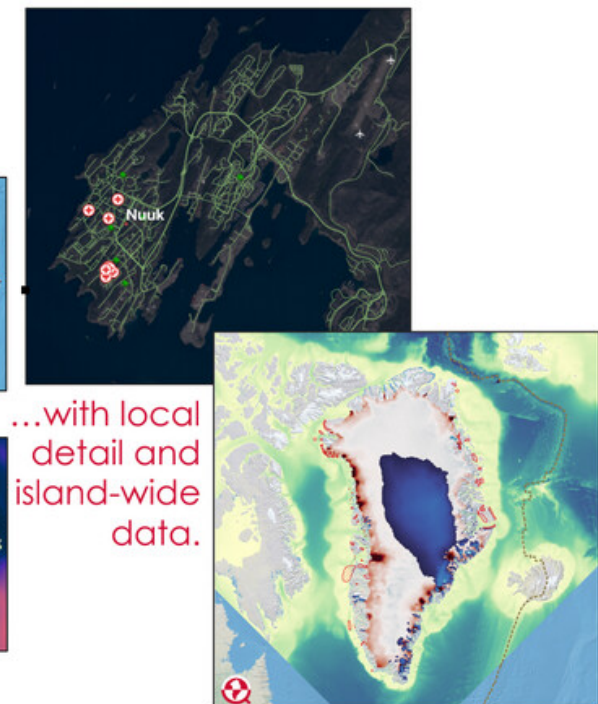 Nuuk
...with local
detail and
island-wide
data.